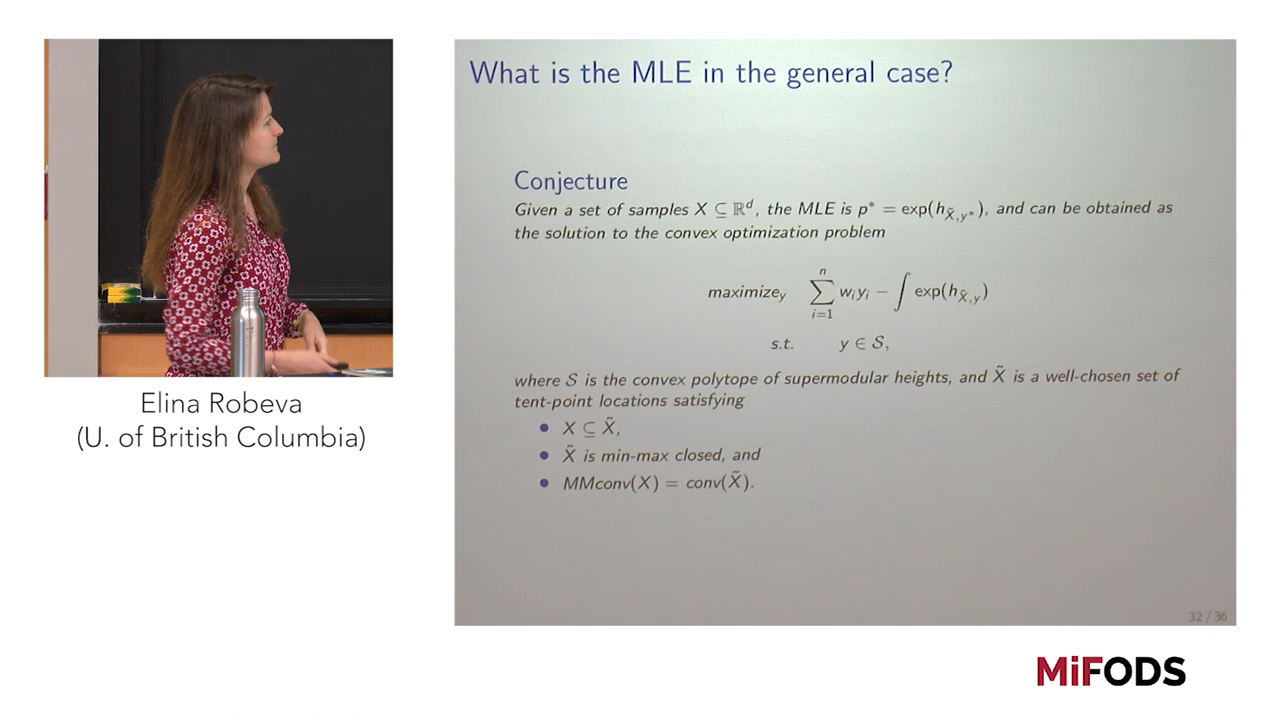 What is the MLE in the general case?
Conjecture
Given a set of samples X ⊆ ℝ^d, the MLE is p* = exp(h_{X̃,y*}), and can be obtained as
the solution to the convex optimization problem
maximize_y ∑_{i=1}^{n} w_i y_i − ∫ exp(h_{X̃,y})
s.t. y ∈ 𝒮,
where 𝒮 is the convex polytope of supermodular heights, and X̃ is a well-chosen set of
tent-point locations satisfying
• X ⊆ X̃,
• X̃ is min-max closed, and
• MMconv(X) = conv(X̃).
32 / 36
Elina Robeva
(U. of British Columbia)
MiFODS